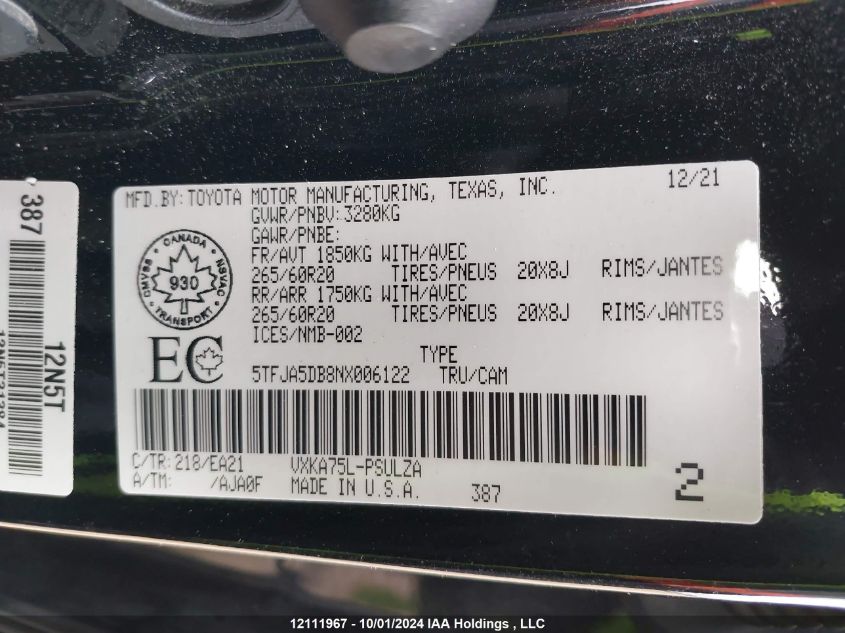 387
12N5T
12N5T21294
MFD.BY:TOYOTA MOTOR MANUFACTURING, TEXAS, INC. 12/21
GVWR/PNBV:3280KG
GAWR/PNBE:
FR/AVT 1850KG WITH/AVEC
265/60R20 TIRES/PNEUS 20X8J RIMS/JANTES
RR/ARR 1750KG WITH/AVEC
265/60R20 TIRES/PNEUS 20X8J RIMS/JANTES
ICES/NMB-002
CANADA
CMVSS NSVAC
930
TRANSPORT
EC
TYPE
5TFJA5DB8NX006122 TRU/CAM
C/TR:218/EA21 VXKA75L-PSULZA
A/TM: /AJA0F MADE IN U.S.A. 387
2
12111967 - 10/01/2024 IAA Holdings , LLC